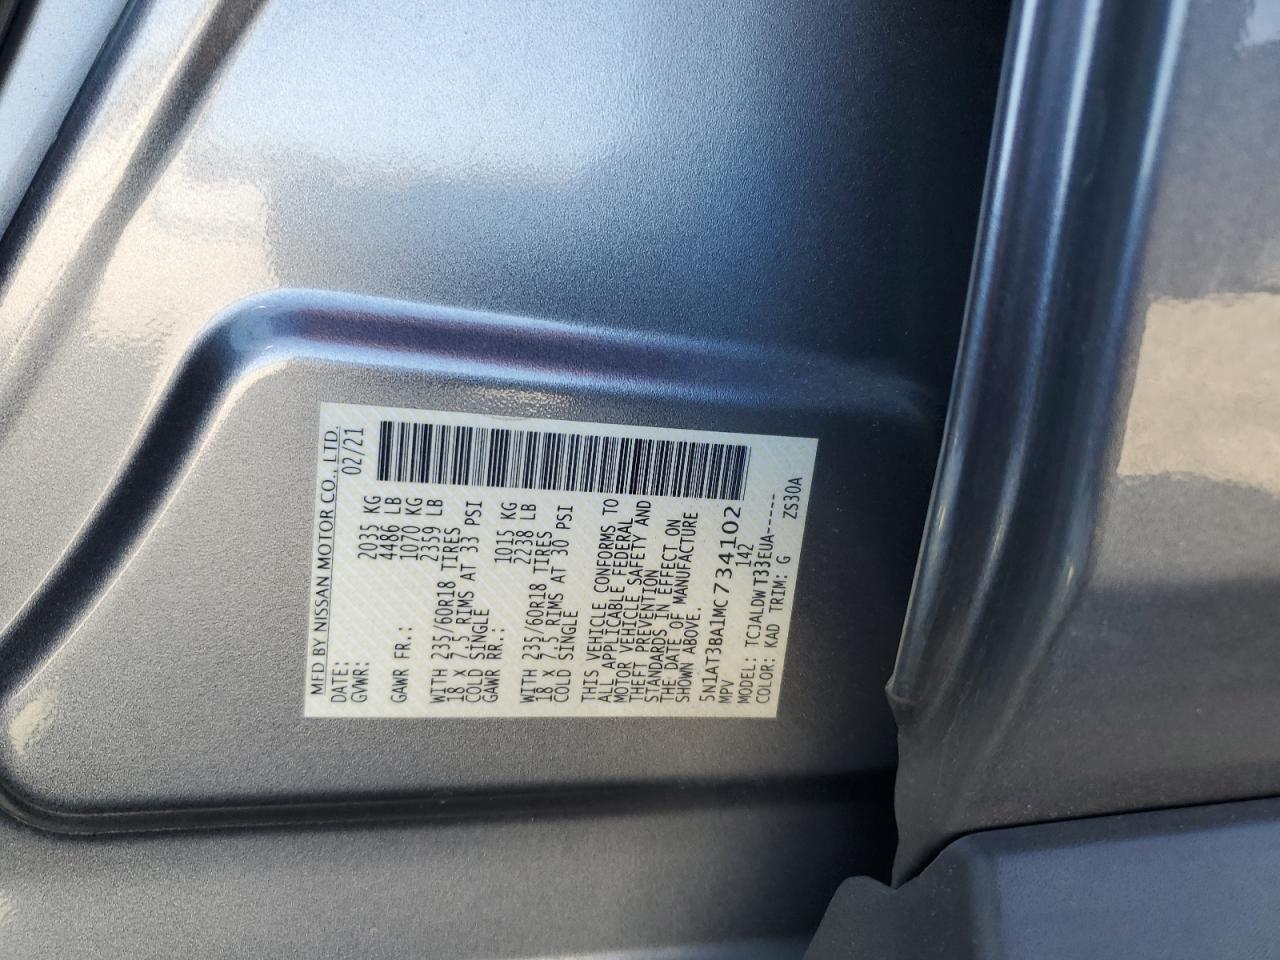 MFD BY NISSAN MOTOR CO., LTD.
DATE: 02/21
GVWR: 2035 KG
4486 LB
GAWR FR.: 1070 KG
2359 LB
WITH 235/60R18 TIRES
18 X 7.5 RIMS AT 33 PSI
COLD SINGLE
GAWR RR.: 1015 KG
2238 LB
WITH 235/60R18 TIRES
18 X 7.5 RIMS AT 30 PSI
COLD SINGLE
THIS VEHICLE CONFORMS TO
ALL APPLICABLE FEDERAL
MOTOR VEHICLE SAFETY AND
THEFT PREVENTION
STANDARDS IN EFFECT ON
THE DATE OF MANUFACTURE
SHOWN ABOVE.
5N1AT3BA1MC734102
MPV 142
MODEL: TCJALDWT33EUA-----
COLOR: KAD TRIM: G ZS30A